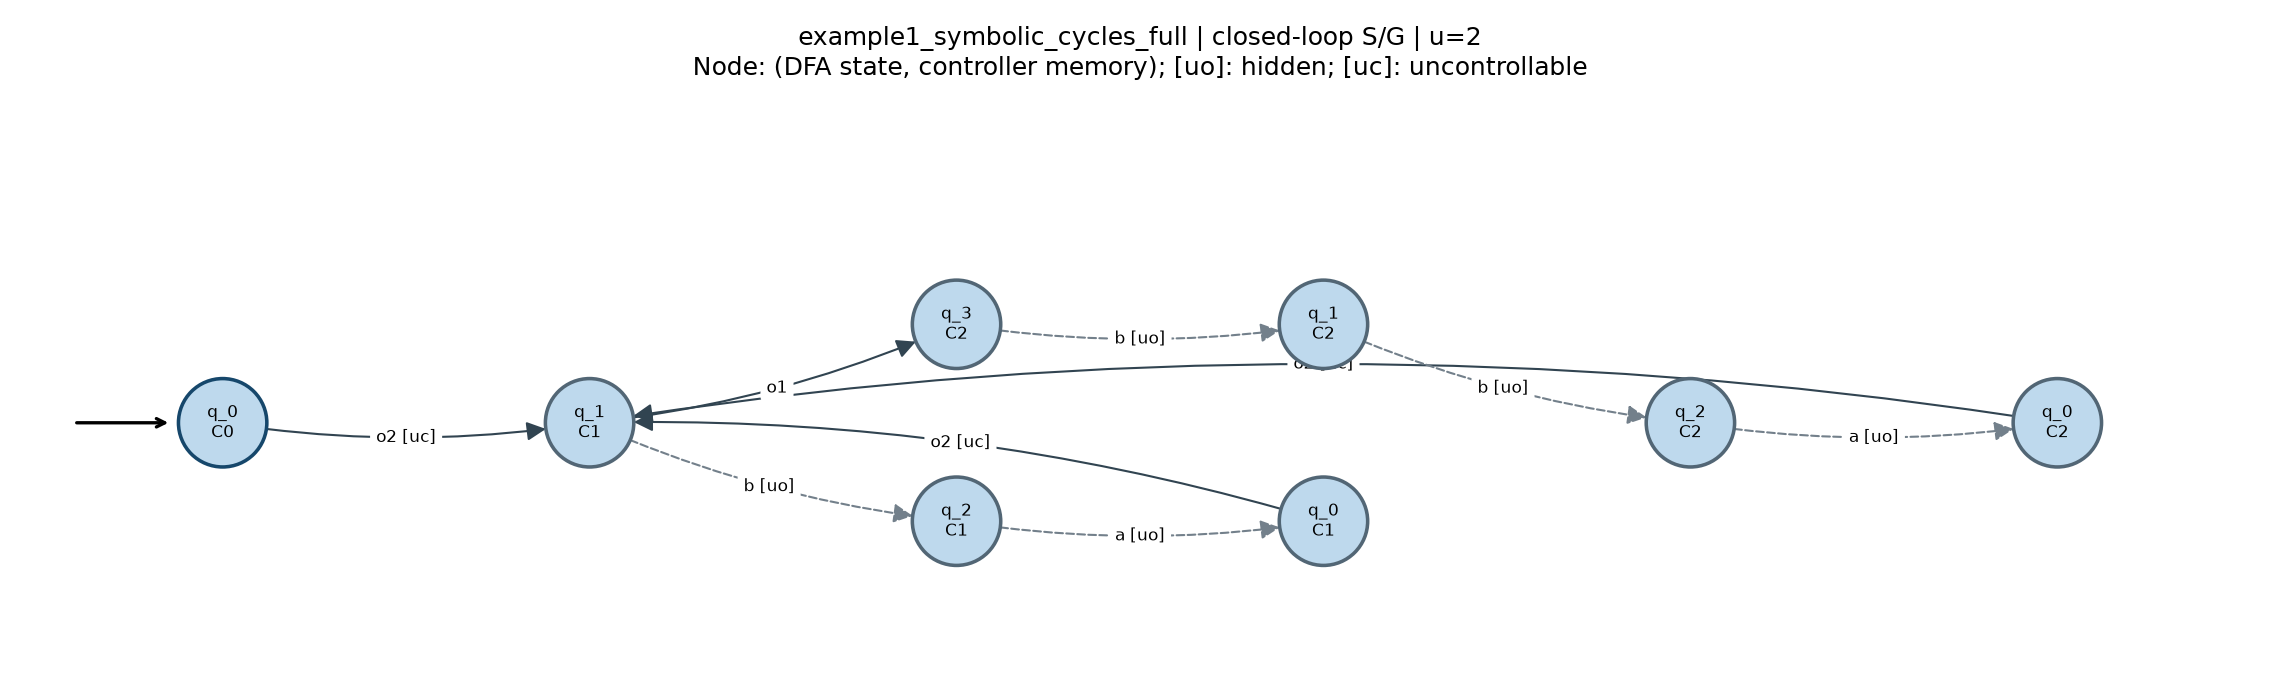 example1_symbolic_cycles_full | closed-loop S/G | u=2
Node: (DFA state, controller memory); [uo]: hidden; [uc]: uncontrollable
q_3
C2
b [uo]
q_1
C2
o1
b [uo]
q_0
C0
o2 [uc]
q_1
C1
o2 [uc]
q_2
C2
a [uo]
q_0
C2
b [uo]
q_2
C1
a [uo]
q_0
C1